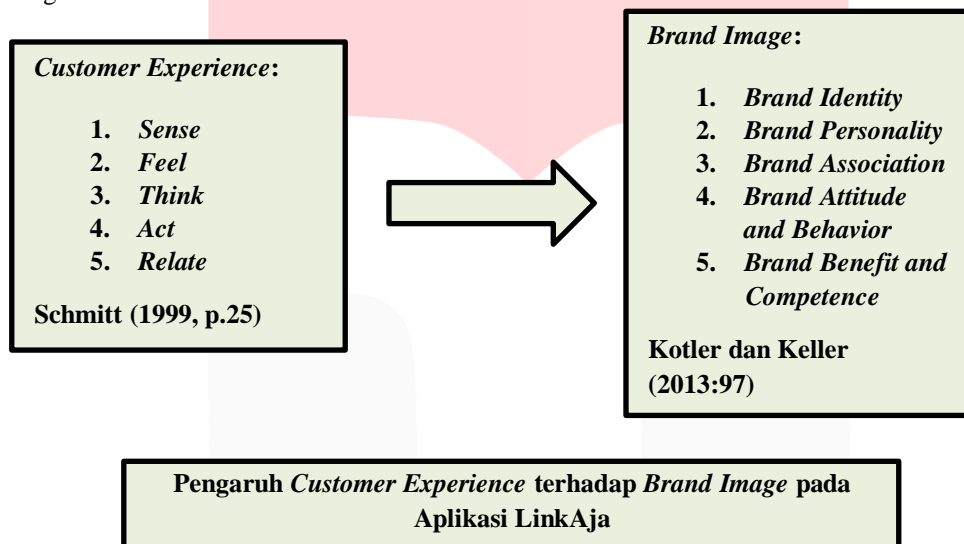 Customer Experience:
1. Sense
2. Feel
3. Think
4. Act
5. Relate
Schmitt (1999, p.25)
Brand Image:
1. Brand Identity
2. Brand Personality
3. Brand Association
4. Brand Attitude
and Behavior
5. Brand Benefit and
Competence
Kotler dan Keller
(2013:97)
Pengaruh Customer Experience terhadap Brand Image pada
Aplikasi LinkAja